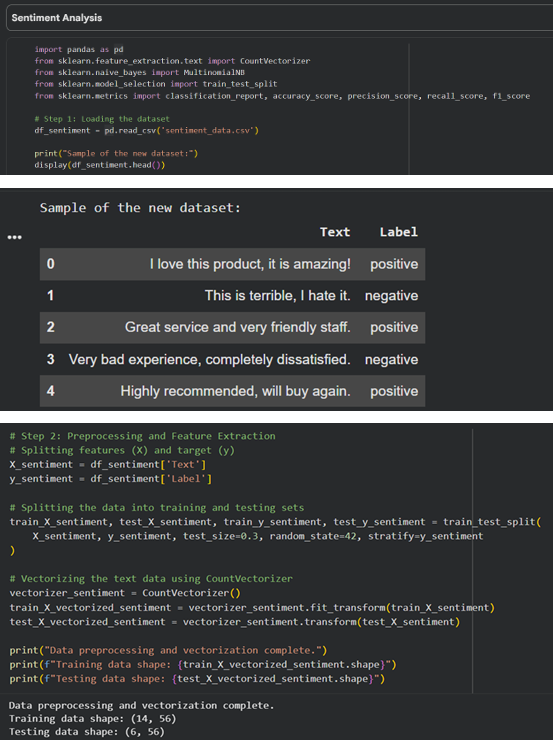 Sentiment Analysis
import pandas as pd
from sklearn.feature_extraction.text import CountVectorizer
from sklearn.naive_bayes import MultinomialNB
from sklearn.model_selection import train_test_split
from sklearn.metrics import classification_report, accuracy_score, precision_score, recall_score, f1_score
# Step 1: Loading the dataset
df_sentiment = pd.read_csv('sentiment_data.csv')
print("Sample of the new dataset:")
display(df_sentiment.head())
Sample of the new dataset:
Text Label
0 I love this product, it is amazing! positive
1 This is terrible, I hate it. negative
2 Great service and very friendly staff. positive
3 Very bad experience, completely dissatisfied. negative
4 Highly recommended, will buy again. positive
# Step 2: Preprocessing and Feature Extraction
# Splitting features (X) and target (y)
X_sentiment = df_sentiment['Text']
y_sentiment = df_sentiment['Label']
# Splitting the data into training and testing sets
train_X_sentiment, test_X_sentiment, train_y_sentiment, test_y_sentiment = train_test_split(
X_sentiment, y_sentiment, test_size=0.3, random_state=42, stratify=y_sentiment
)
# Vectorizing the text data using CountVectorizer
vectorizer_sentiment = CountVectorizer()
train_X_vectorized_sentiment = vectorizer_sentiment.fit_transform(train_X_sentiment)
test_X_vectorized_sentiment = vectorizer_sentiment.transform(test_X_sentiment)
print("Data preprocessing and vectorization complete.")
print(f"Training data shape: {train_X_vectorized_sentiment.shape}")
print(f"Testing data shape: {test_X_vectorized_sentiment.shape}")
Data preprocessing and vectorization complete.
Training data shape: (14, 56)
Testing data shape: (6, 56)